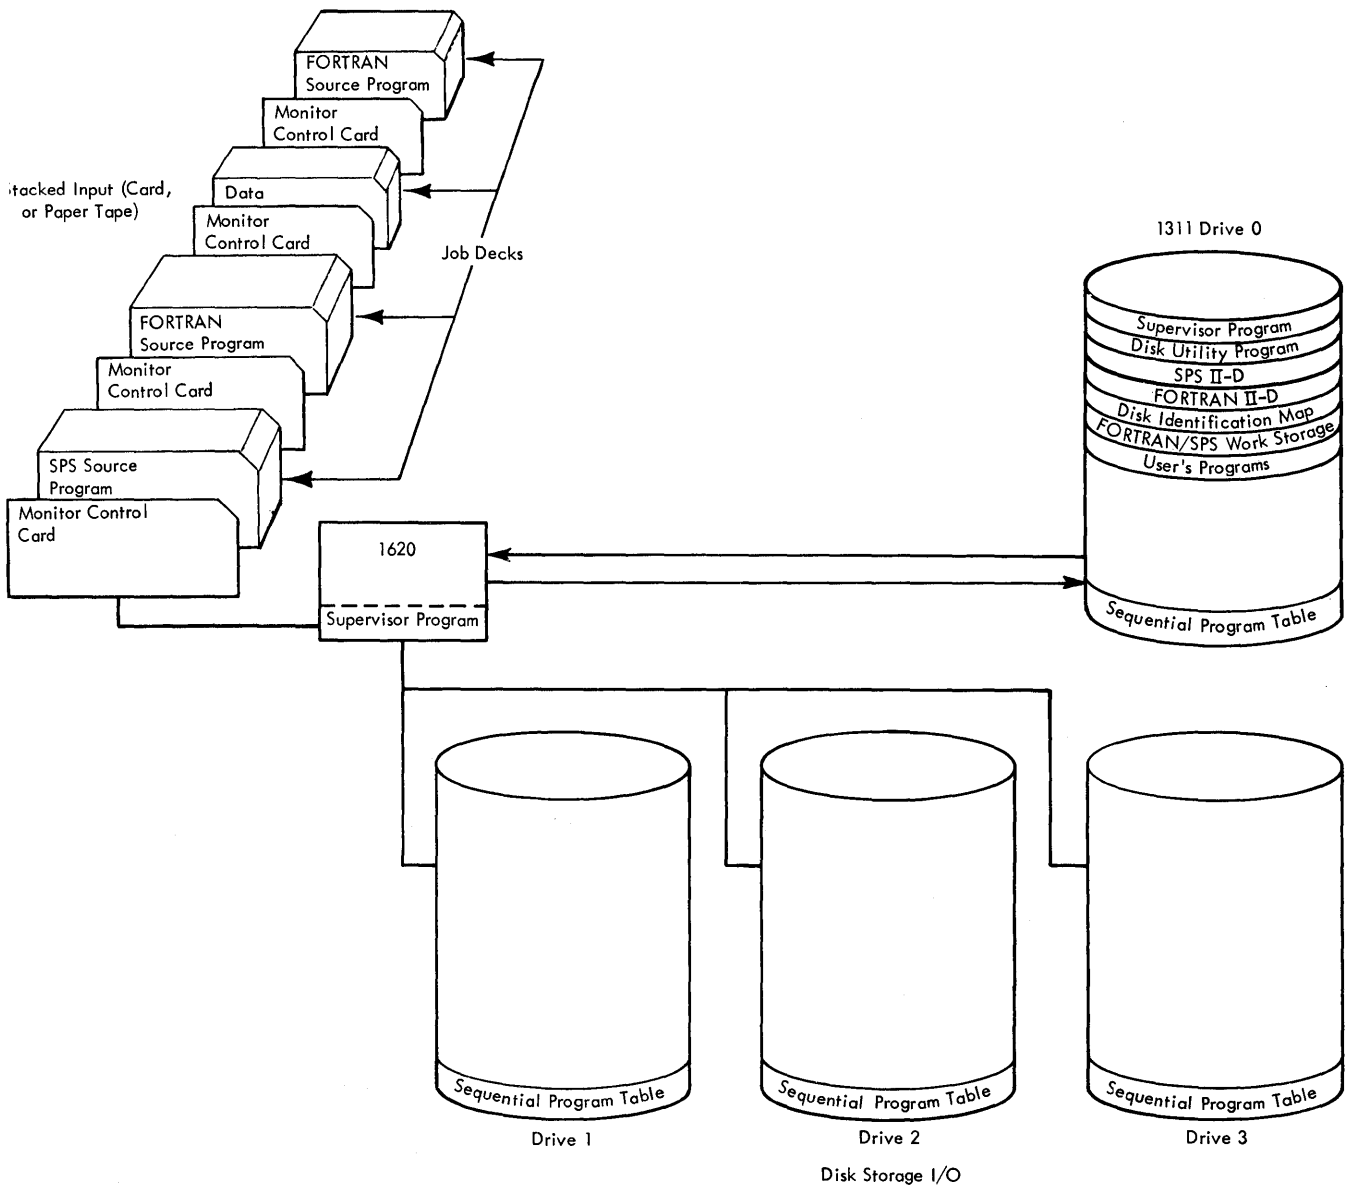 FORTRAN
Source Program
Monitor
Control Card
Data
Monitor
Control Card
FORTRAN
Source Program
Monitor
Control Card
SPS Source
Program
Monitor Control
Card
tacked Input (Card,
or Paper Tape)
Job Decks
1620
Supervisor Program
1311 Drive 0
Supervisor Program
Disk Utility Program
SPS II-D
FORTRAN II-D
Disk Identification Map
FORTRAN/SPS Work Storage
User's Programs
Sequential Program Table
Sequential Program Table
Sequential Program Table
Sequential Program Table
Drive 1
Drive 2
Drive 3
Disk Storage I/O